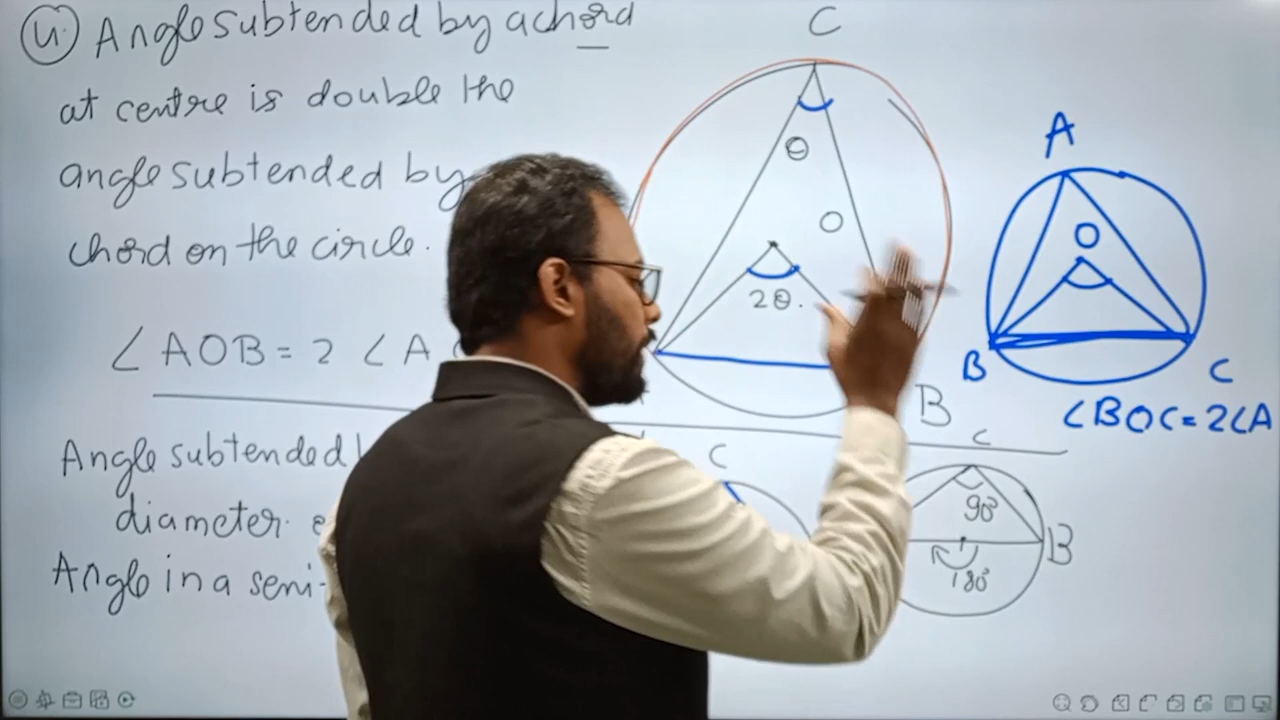 (4) Angle subtended by a chord
at centre is double the
angle subtended by
chord on the circle.
∠AOB = 2 ∠A
Angle subtended
diameter
Angle in a semi-
C
θ
O
2θ.
B
A
O
B
C
∠BOC = 2∠A
C
C
90°
B
180°